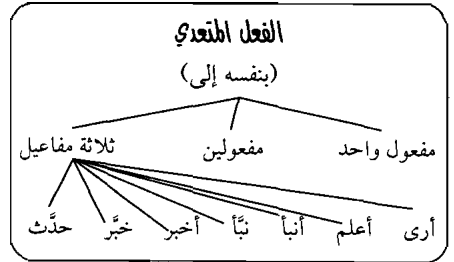 الفعل المتعدي
(بنفسه إلى)
مفعول واحد مفعولين ثلاثة مفاعيل
أرى أعلم أنبأ نبَّأ أخبر خبَّر حدَّث